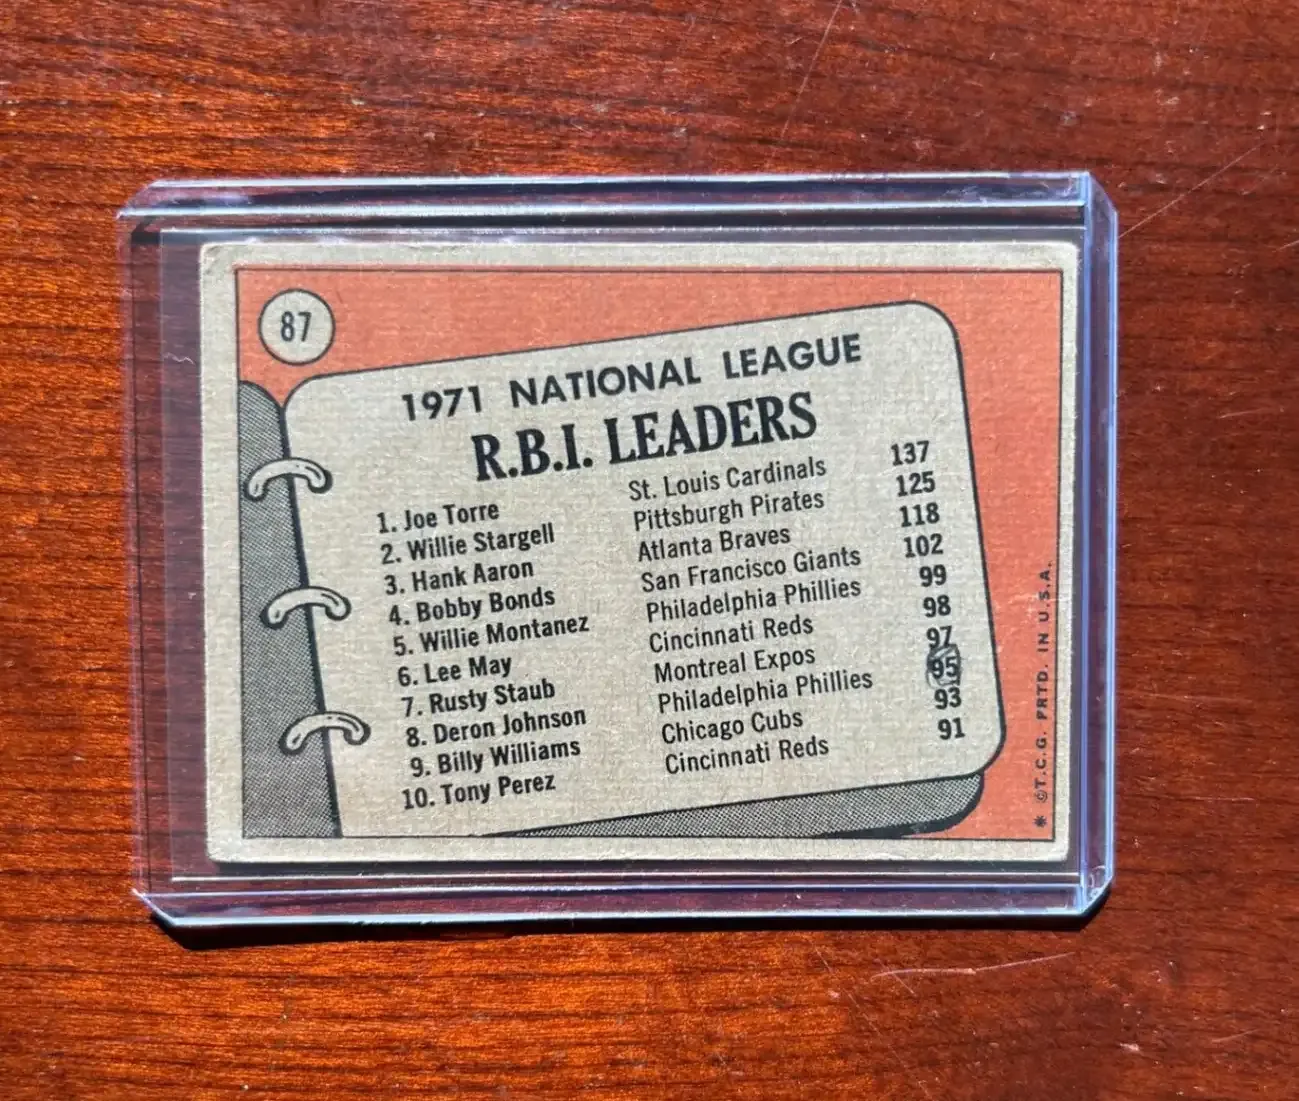 87
1971 NATIONAL LEAGUE
R.B.I. LEADERS
1. Joe Torre St. Louis Cardinals 137
2. Willie Stargell Pittsburgh Pirates 125
3. Hank Aaron Atlanta Braves 118
4. Bobby Bonds San Francisco Giants 102
5. Willie Montanez Philadelphia Phillies 99
6. Lee May Cincinnati Reds 98
7. Rusty Staub Montreal Expos 97
8. Deron Johnson Philadelphia Phillies 95
9. Billy Williams Chicago Cubs 93
10. Tony Perez Cincinnati Reds 91
* ©T.C.G. PRTD. IN U.S.A.